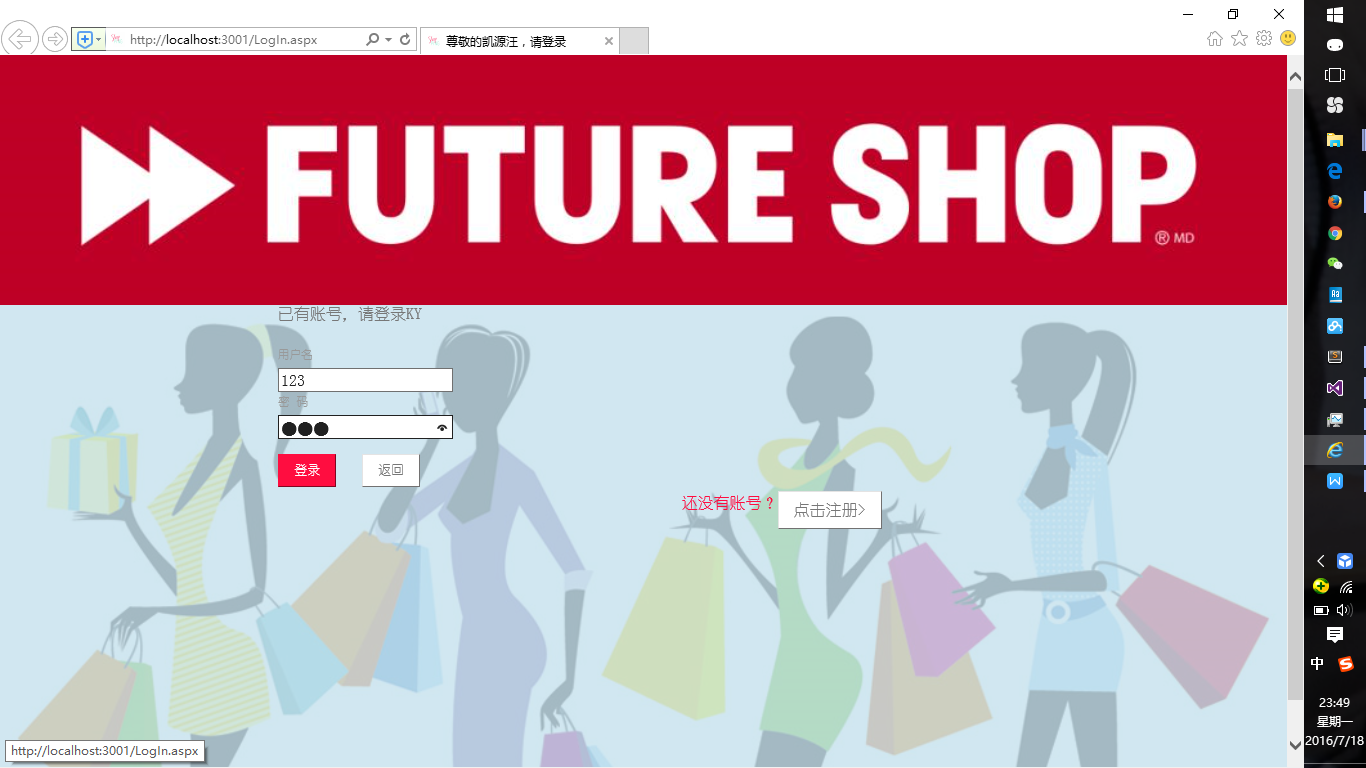 http://localhost:3001/LogIn.aspx
尊敬的凯源汪，请登录
FUTURE SHOP
® MD
已有账号，请登录KY
用户名
123
密 码
登录
返回
还没有账号？
点击注册>
http://localhost:3001/LogIn.aspx
中
23:49
星期一
2016/7/18